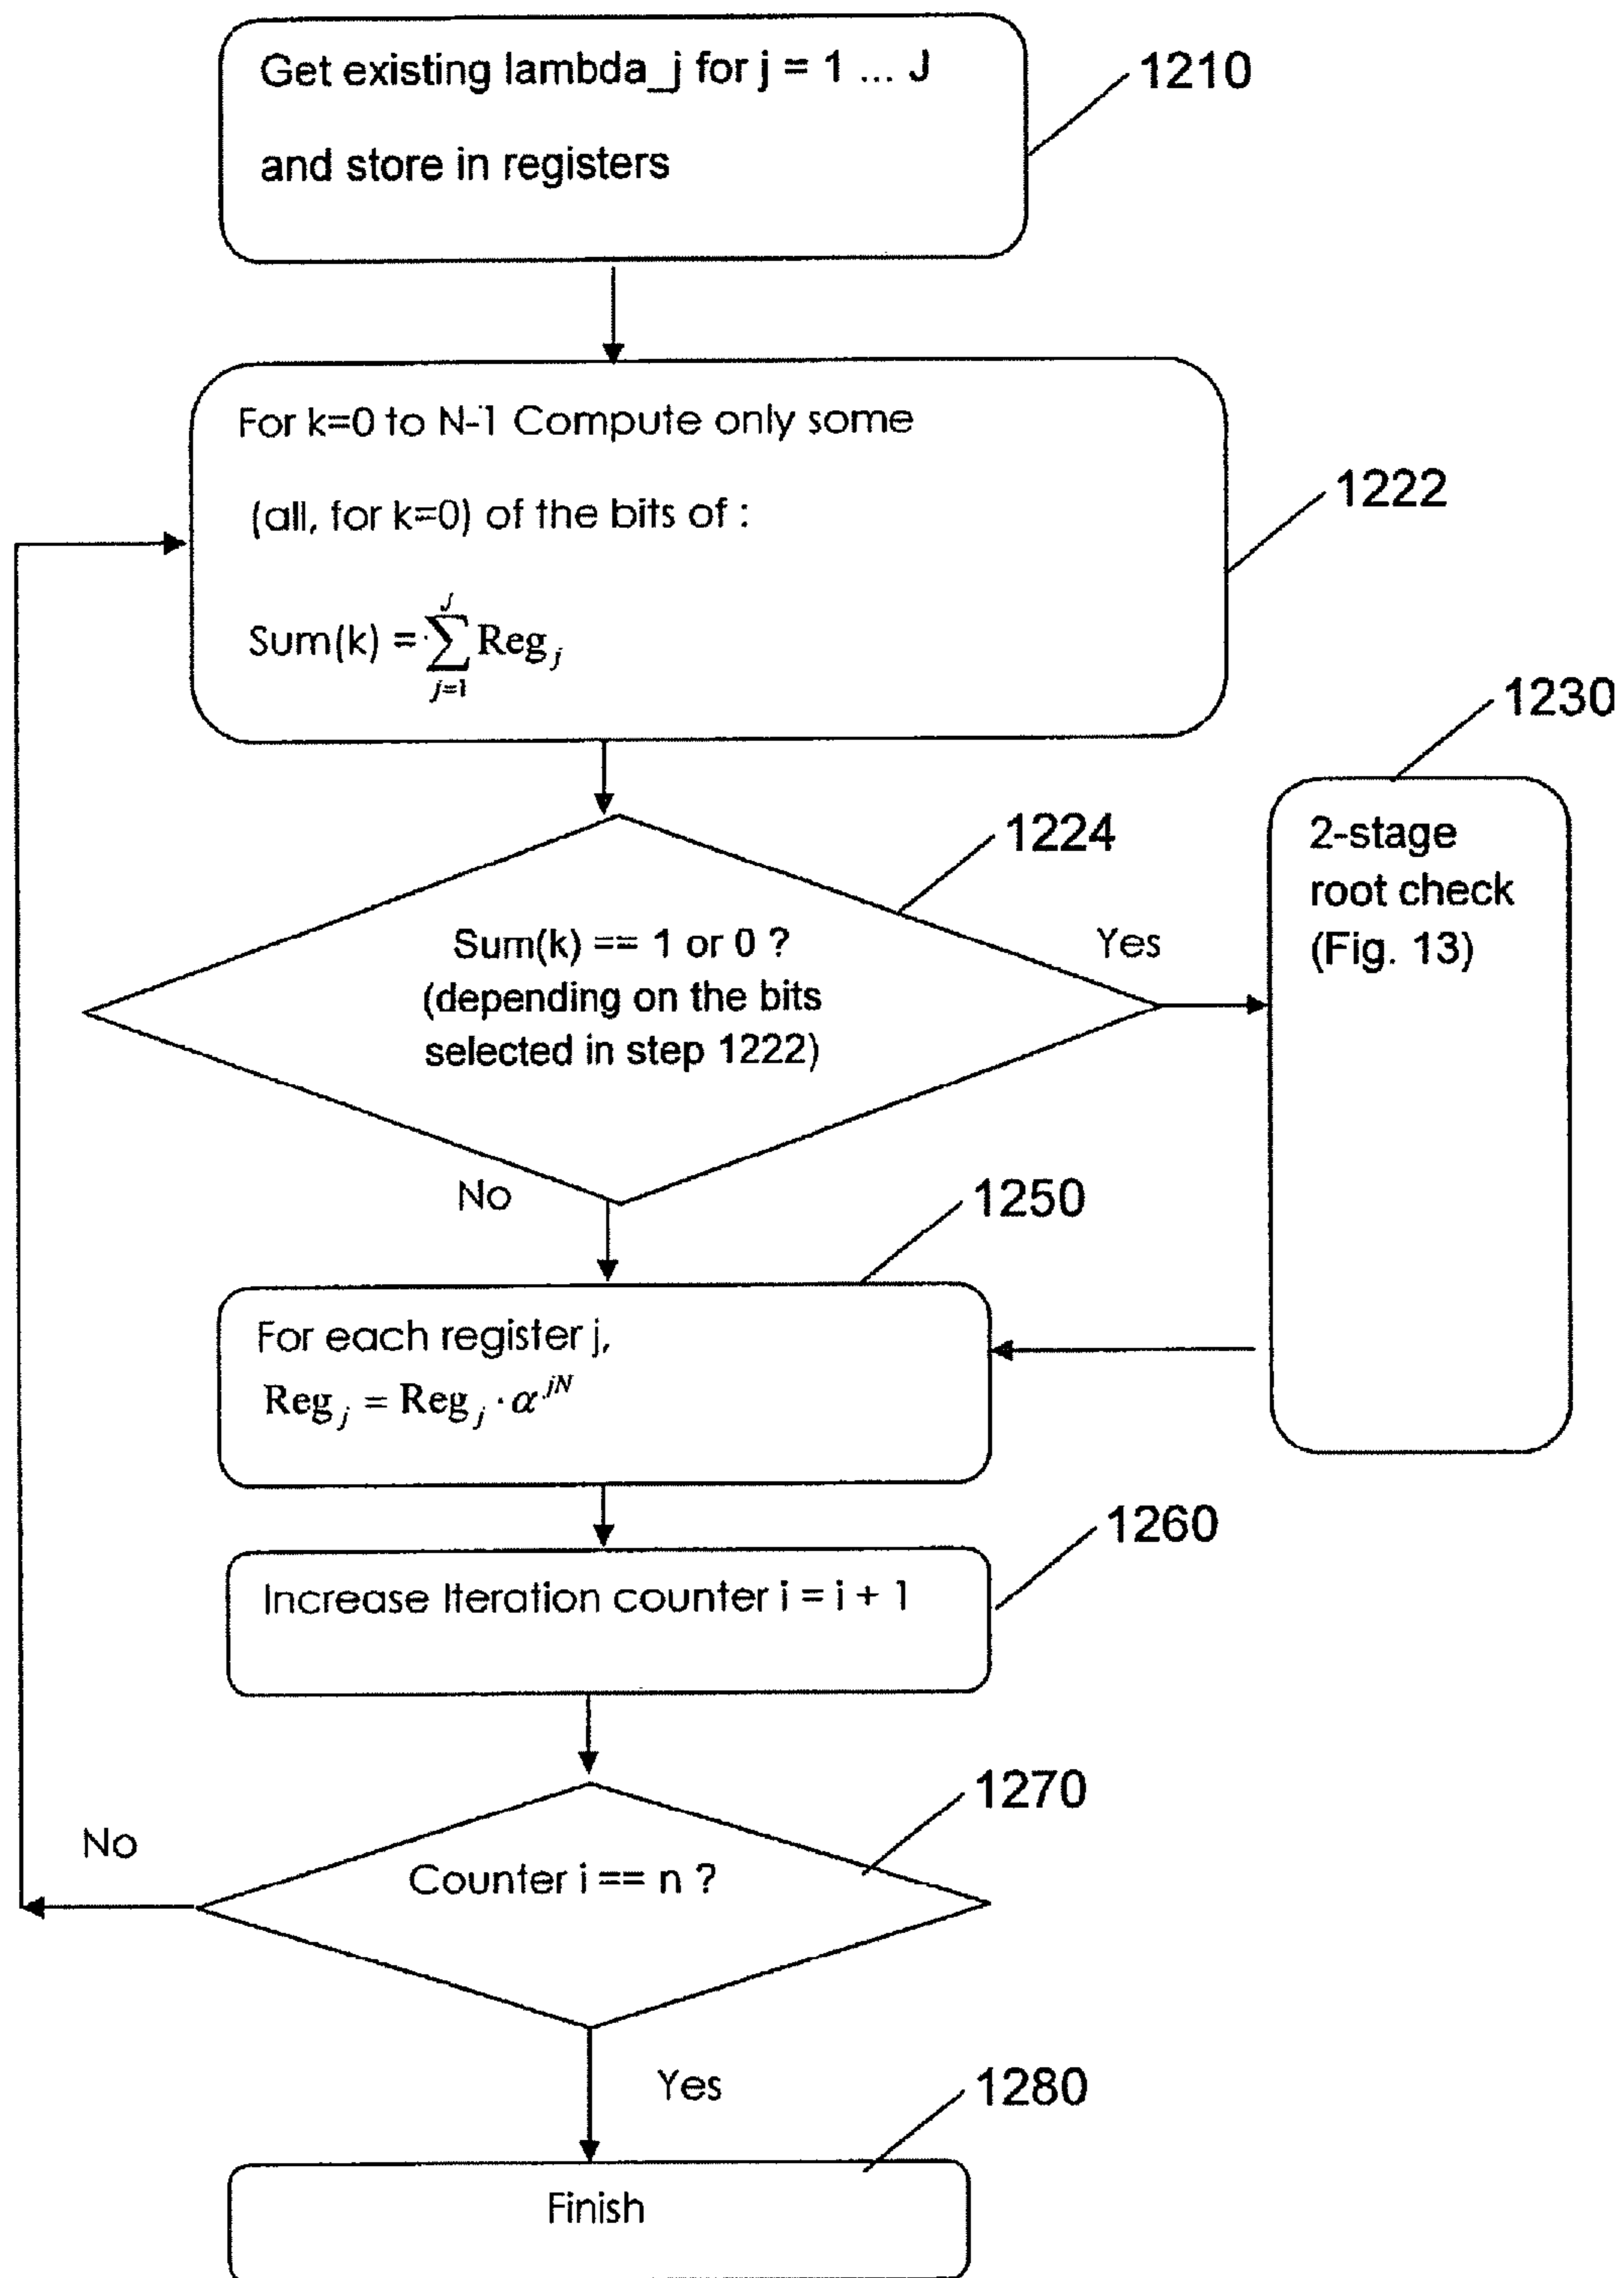 Get existing lambda_j for j = 1 ... J
and store in registers
1210
For k=0 to N-1 Compute only some
(all, for k=0) of the bits of :
Sum(k) = \sum_{j=1}^{J} Reg_j
1222
1230
2-stage
root check
(Fig. 13)
1224
Sum(k) == 1 or 0 ?
(depending on the bits
selected in step 1222)
Yes
No
1250
For each register j,
Reg_j = Reg_j · α^{jN}
1260
Increase Iteration counter i = i + 1
1270
Counter i == n ?
No
Yes
1280
Finish